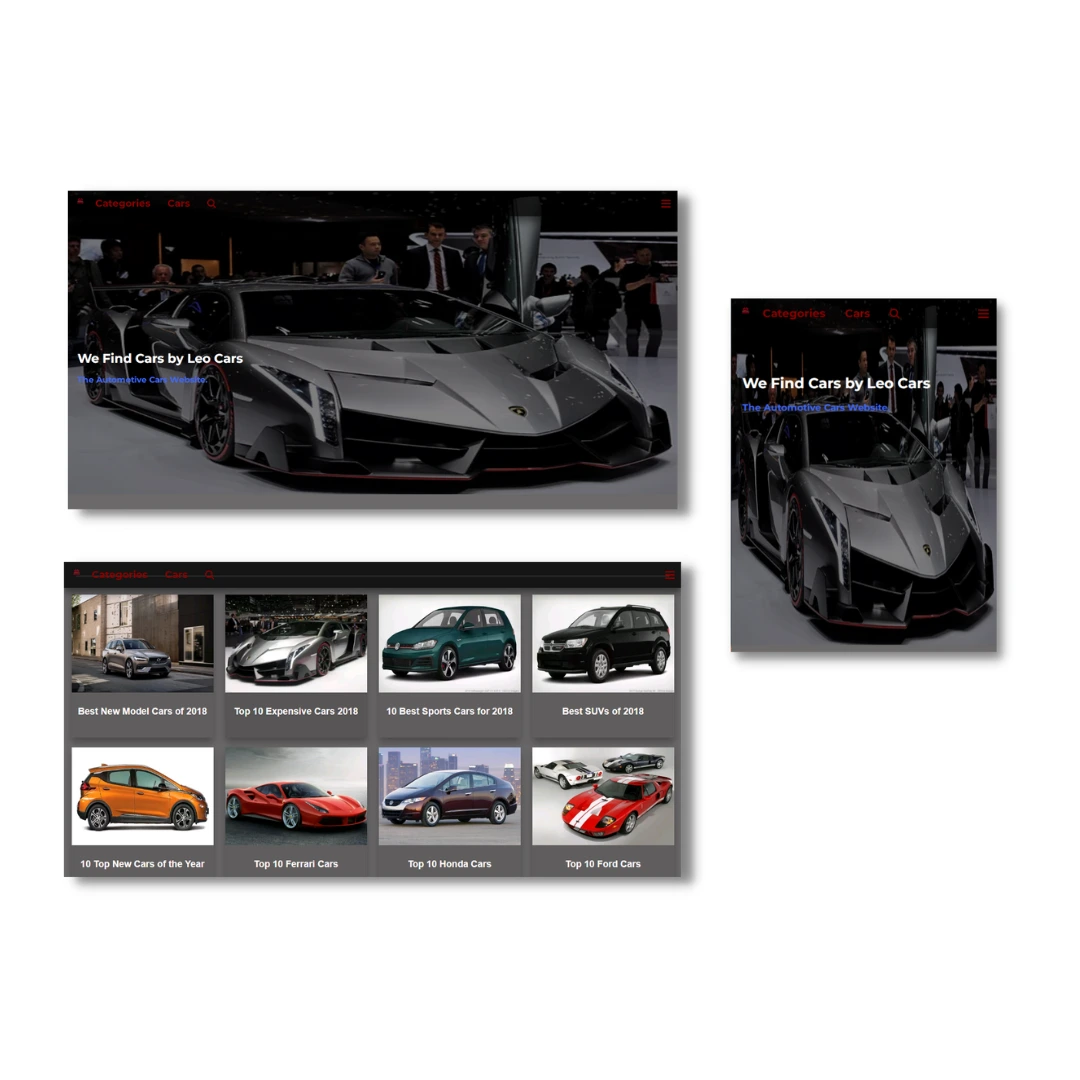 Categories Cars
We Find Cars by Leo Cars
The Automotive Cars Website.
Categories Cars
We Find Cars by Leo Cars
The Automotive Cars Website.
Categories Cars
Best New Model Cars of 2018
Top 10 Expensive Cars 2018
10 Best Sports Cars for 2018
Best SUVs of 2018
10 Top New Cars of the Year
Top 10 Ferrari Cars
Top 10 Honda Cars
Top 10 Ford Cars